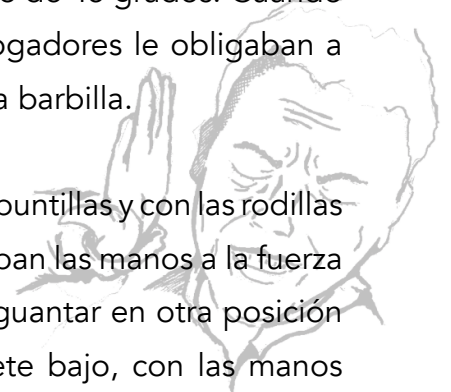 de 40 grados. Cuando
ogadores le obligaban a
a barbilla.
puntillas y con las rodillas
ban las manos a la fuerza
guantar en otra posición
ete bajo, con las manos